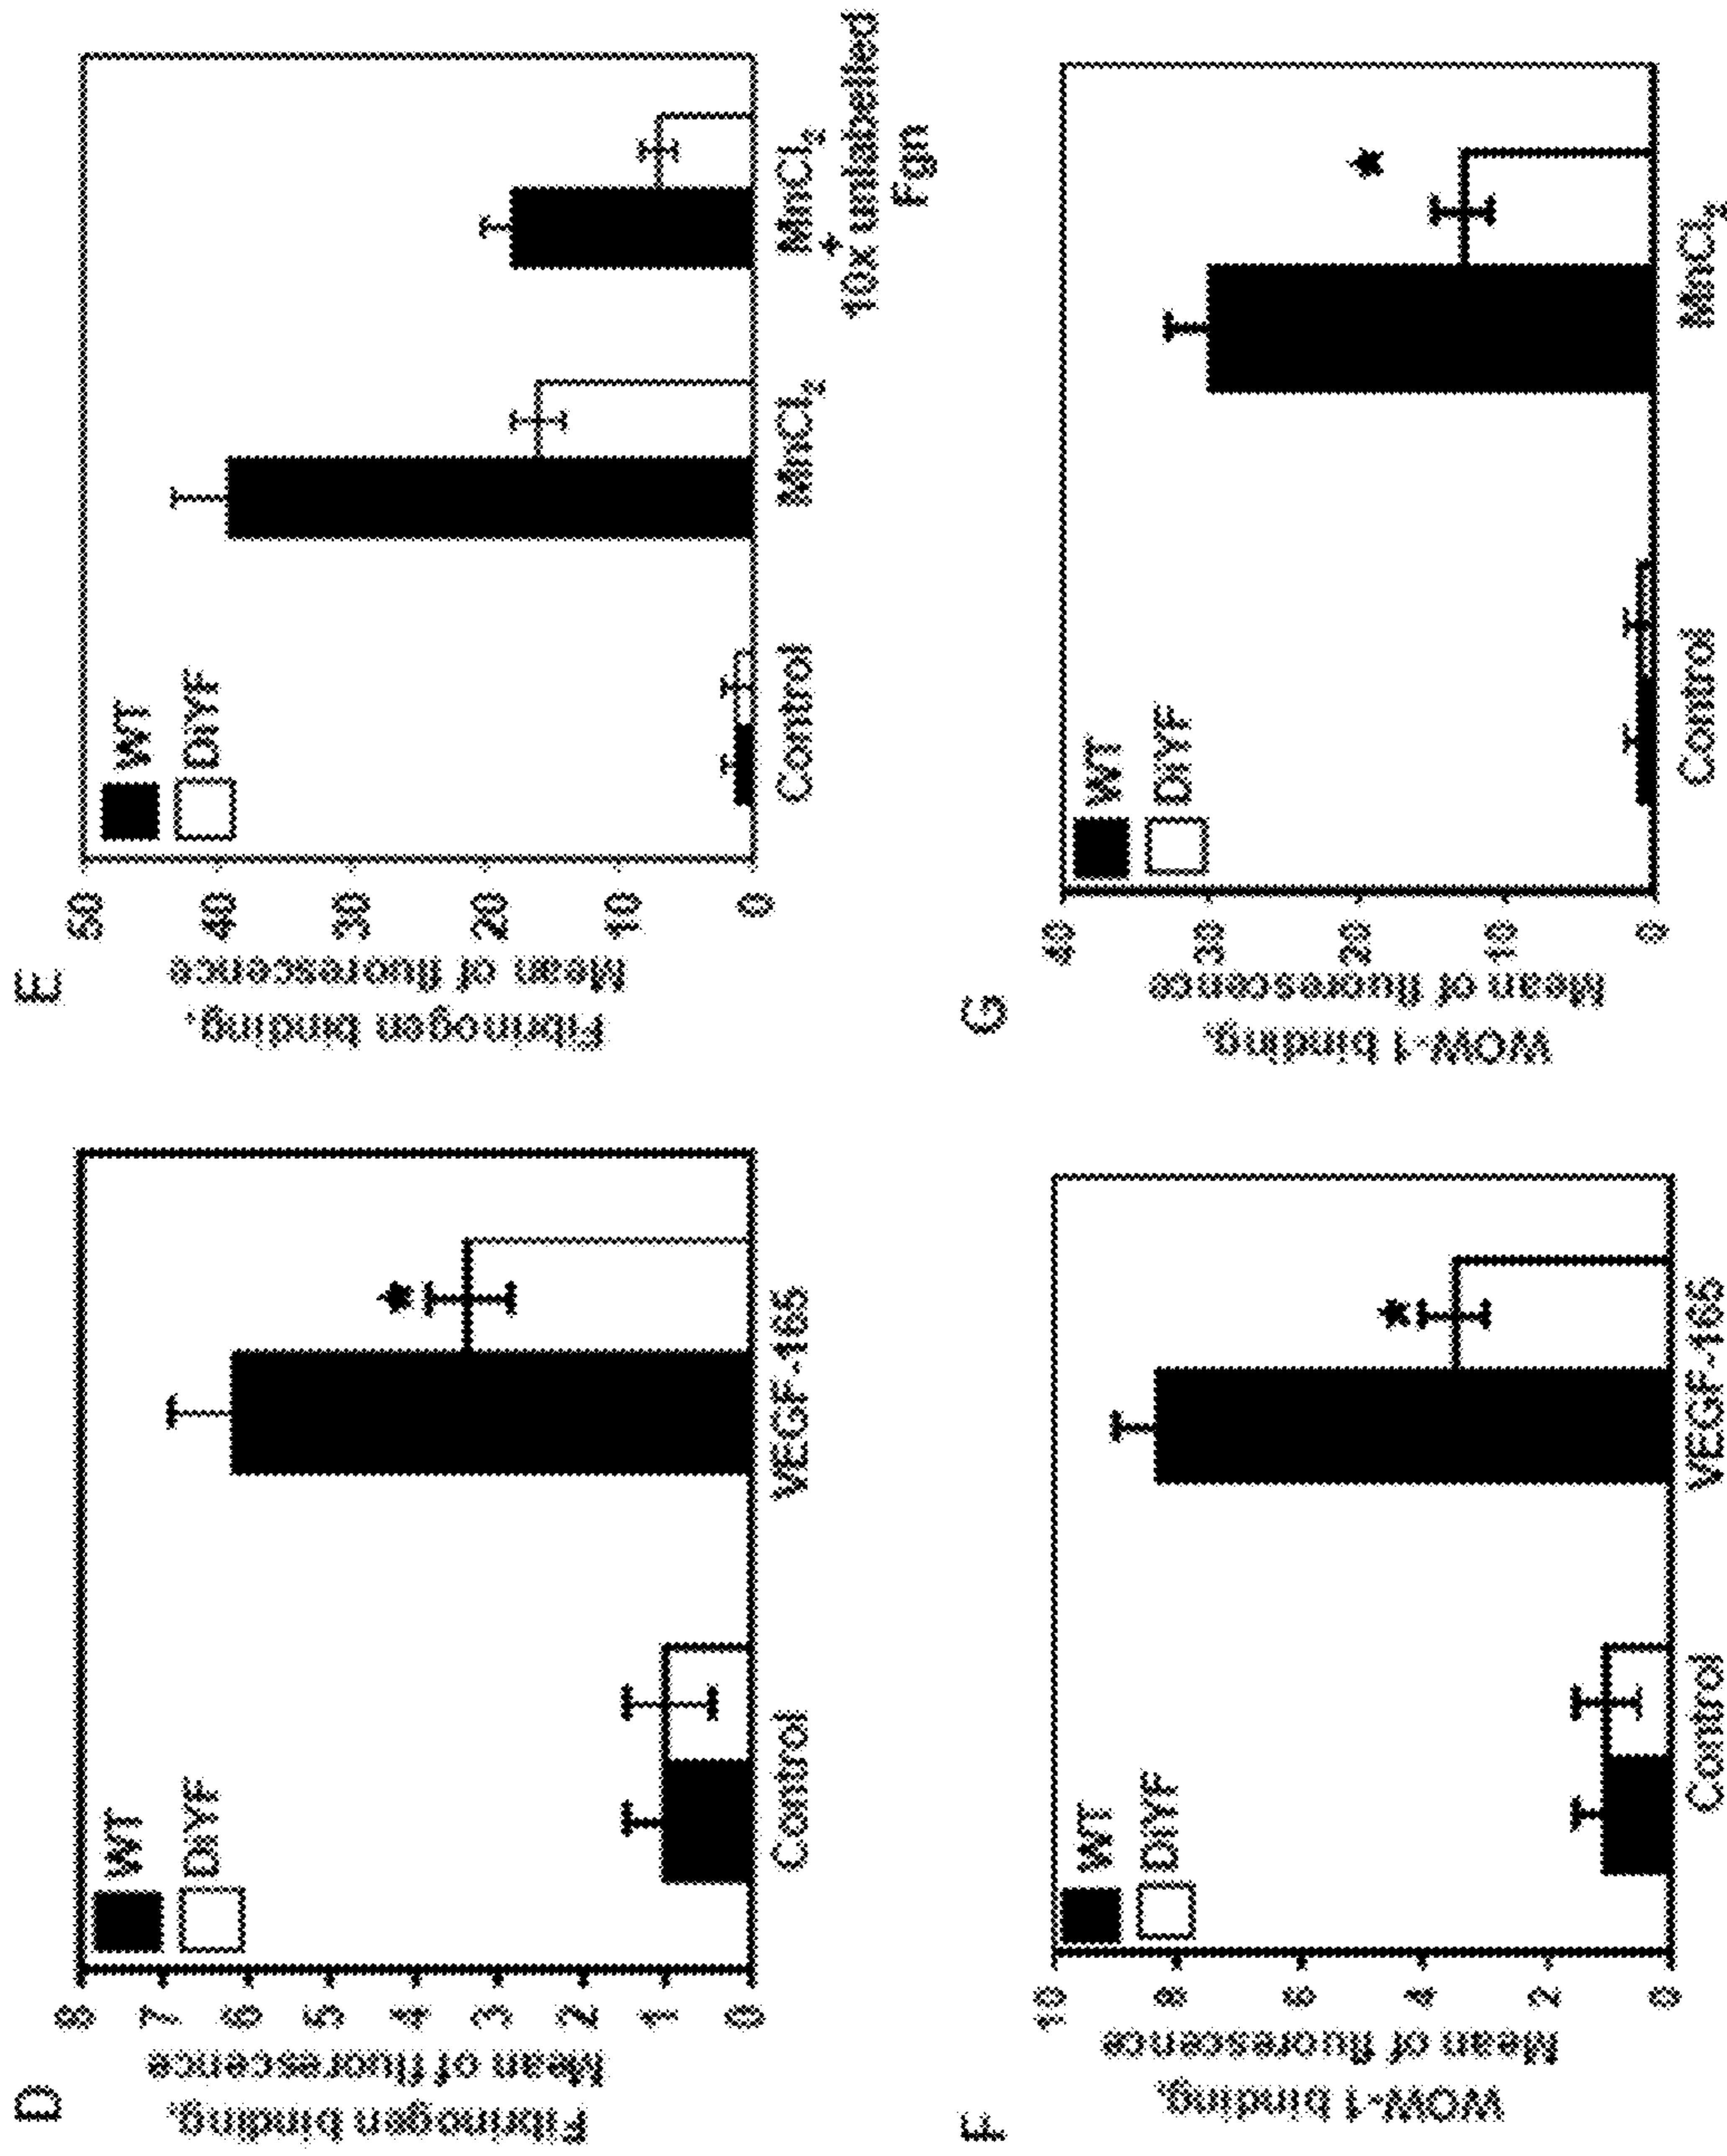 D
Fibrinogen binding,
Mean of fluorescence
8
7
6
5
4
3
2
1
0
WT
DiYF
Control
VEGF-165
E
Fibrinogen binding,
Mean of fluorescence
50
40
30
20
10
0
WT
DiYF
Control
MnCl₂
MnCl₂
*
10x unlabelled
Fgn
F
WOW-1 binding,
Mean of fluorescence
10
8
6
4
2
0
WT
DiYF
*
Control
VEGF-165
G
WOW-1 binding,
Mean of fluorescence
40
30
20
10
0
WT
DiYF
*
Control
MnCl₂